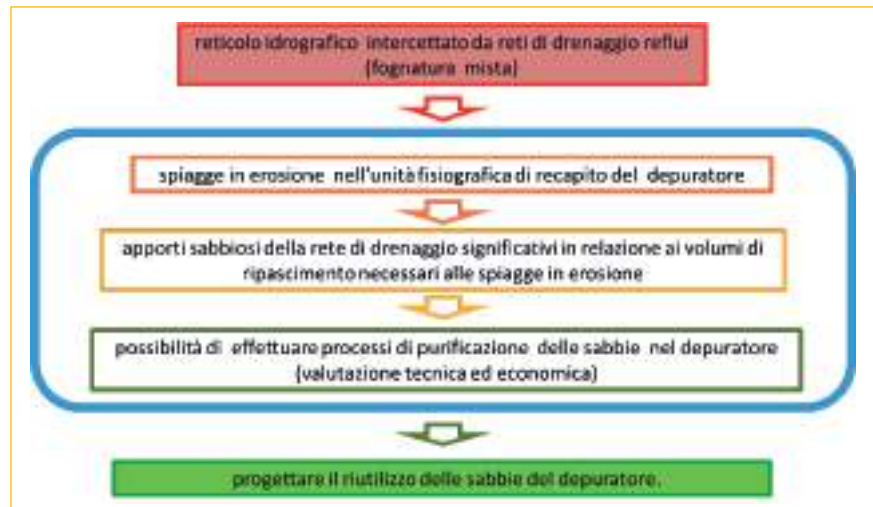 reticolo idrografico intercettato da reti di drenaggio reflui
(fognatura mista)
spiagge in erosione nell'unità fisiografica di recapito del depuratore
apporti sabbiosi della rete di drenaggio significativi in relazione ai volumi di
ripascimento necessari alle spiagge in erosione
possibilità di effettuare processi di purificazione delle sabbie nel depuratore
(valutazione tecnica ed economica)
progettare il riutilizzo delle sabbie del depuratore.